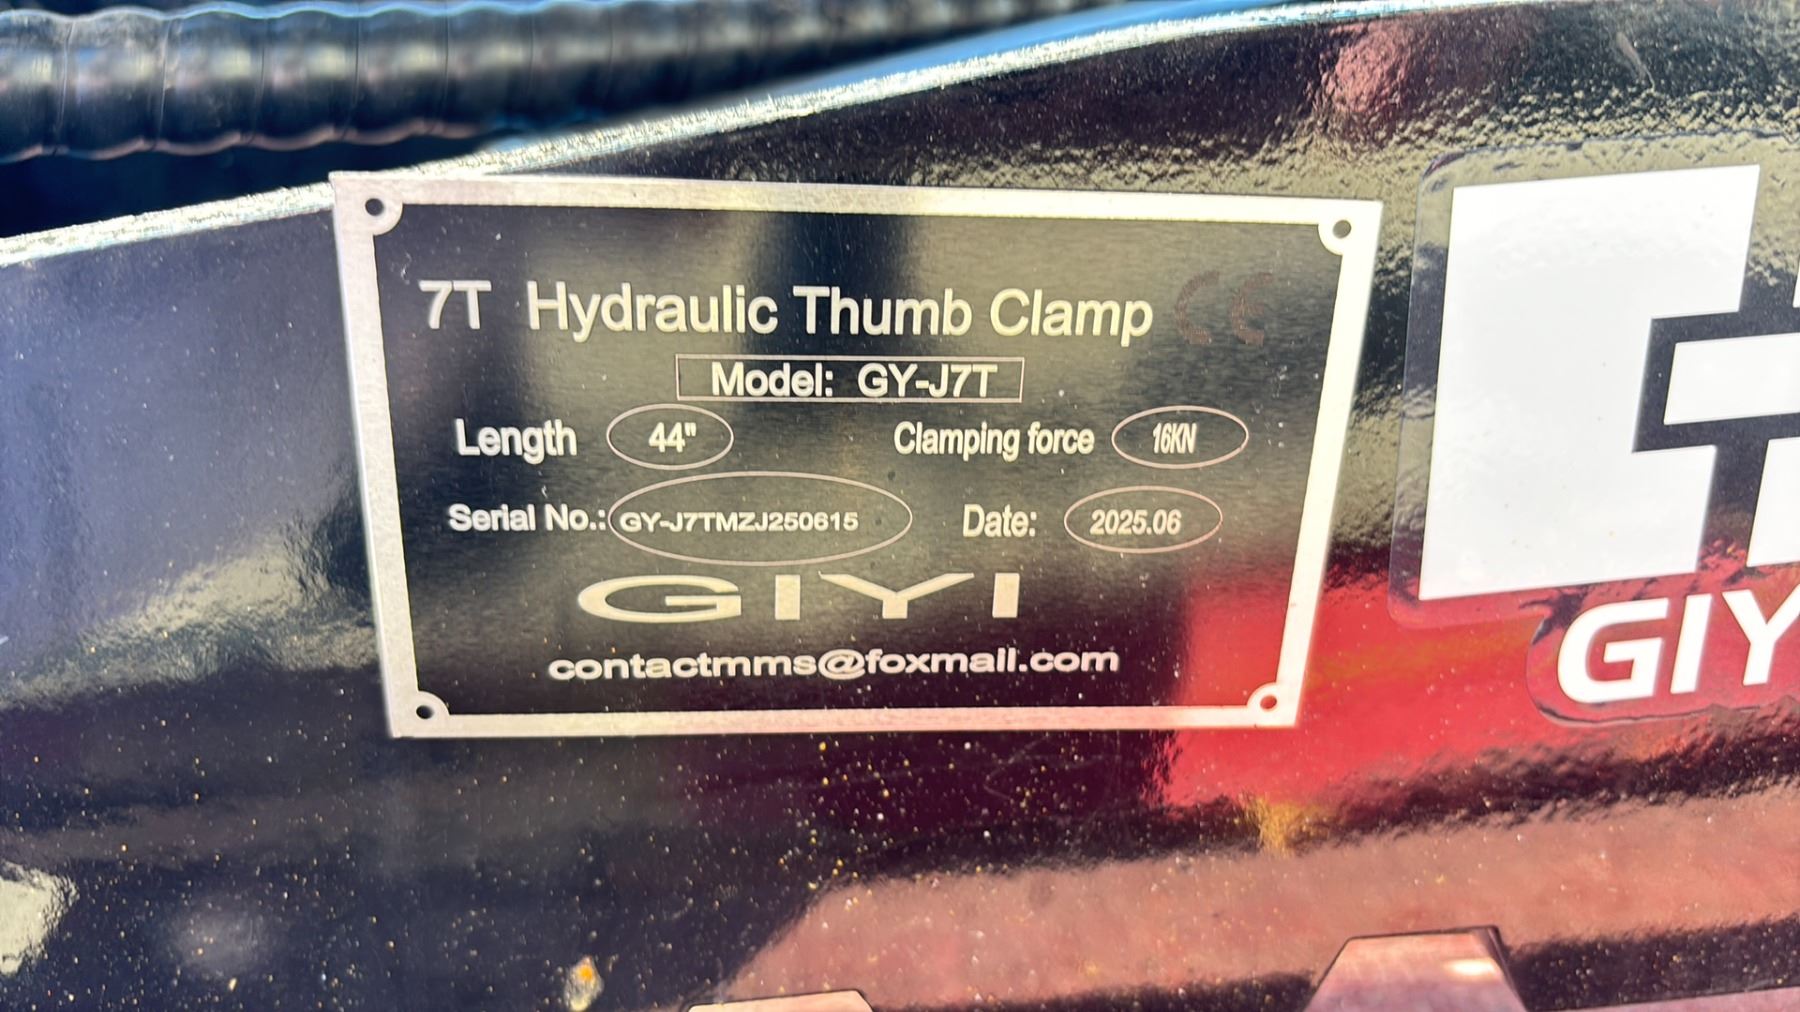 7T Hydraulic Thumb Clamp CE
Model: GY-J7T
Length 44" Clamping force 16KN
Serial No.: GY-J7TMZJ250615 Date: 2025.06
GIYI
contactmms@foxmail.com
GIY